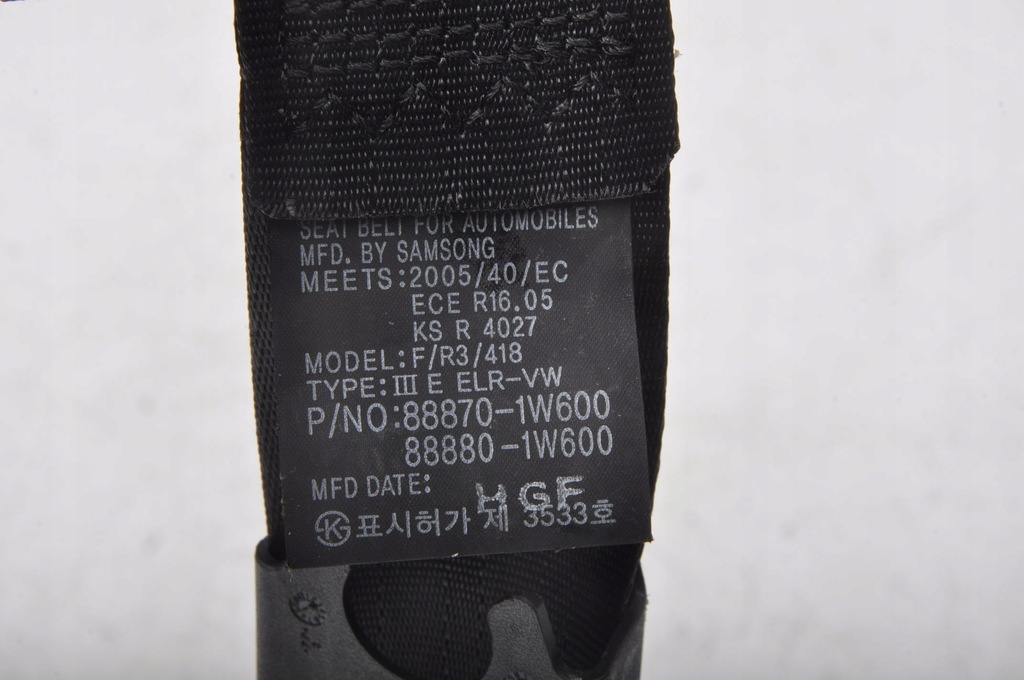 SEAT BELT FOR AUTOMOBILES
MFD. BY SAMSONG
MEETS:2005/40/EC
ECE R16.05
KS R 4027
MODEL:F/R3/418
TYPE:III E ELR-VW
P/NO:88870-1W600
88880-1W600
MFD DATE: HGF
표시허가 제 3533호